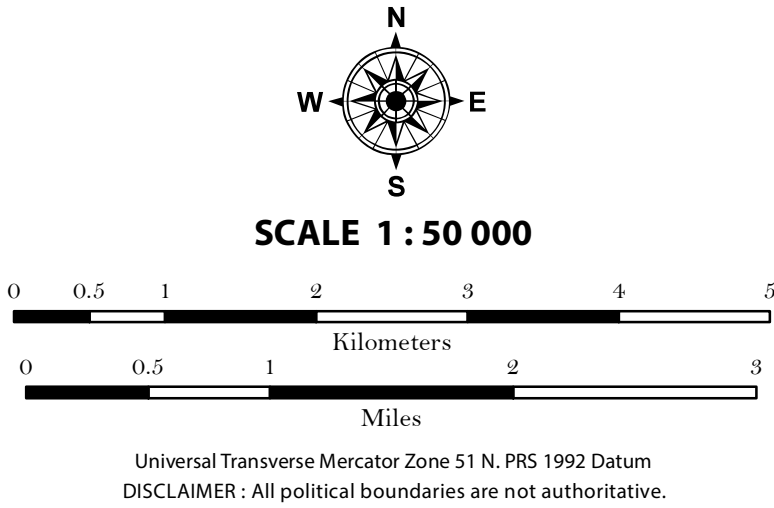 N
W E
S
SCALE 1 : 50 000
0 0.5 1 2 3 4 5
Kilometers
0 0.5 1 2 3
Miles
Universal Transverse Mercator Zone 51 N. PRS 1992 Datum
DISCLAIMER : All political boundaries are not authoritative.